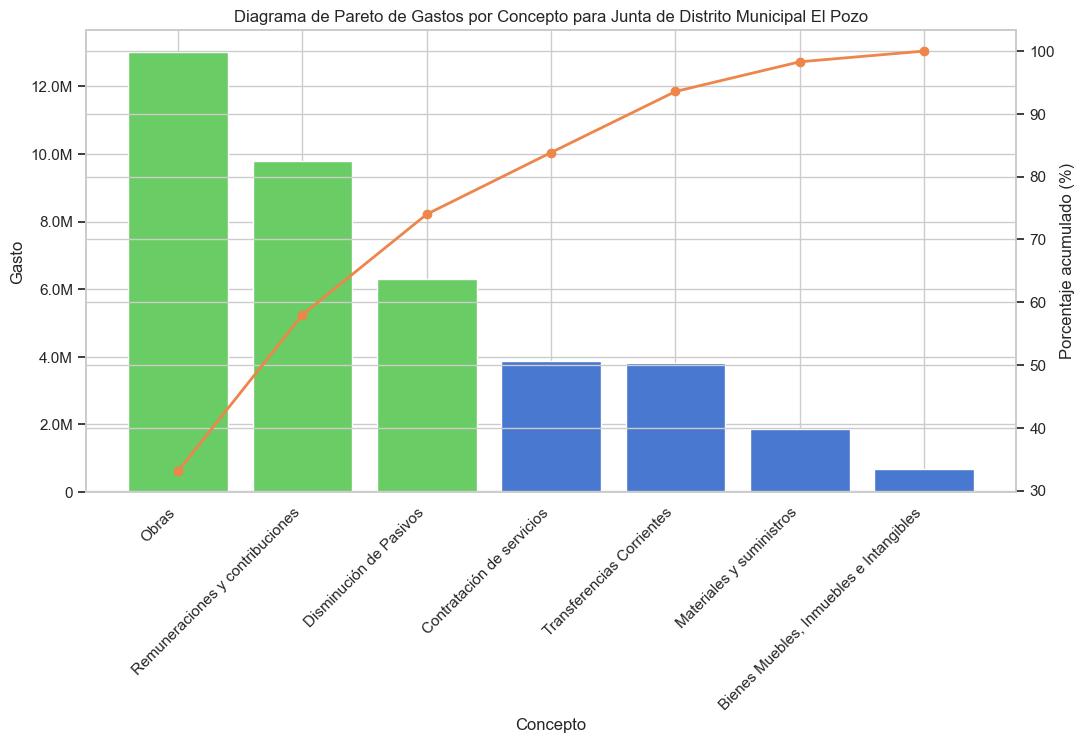 Diagrama de Pareto de Gastos por Concepto para Junta de Distrito Municipal El Pozo
Gasto
12.0M
10.0M
8.0M
6.0M
4.0M
2.0M
0
100
90
80
70
60
50
40
30
Porcentaje acumulado (%)
Obras
Remuneraciones y contribuciones
Disminución de Pasivos
Contratación de servicios
Transferencias Corrientes
Materiales y suministros
Bienes Muebles, Inmuebles e Intangibles
Concepto